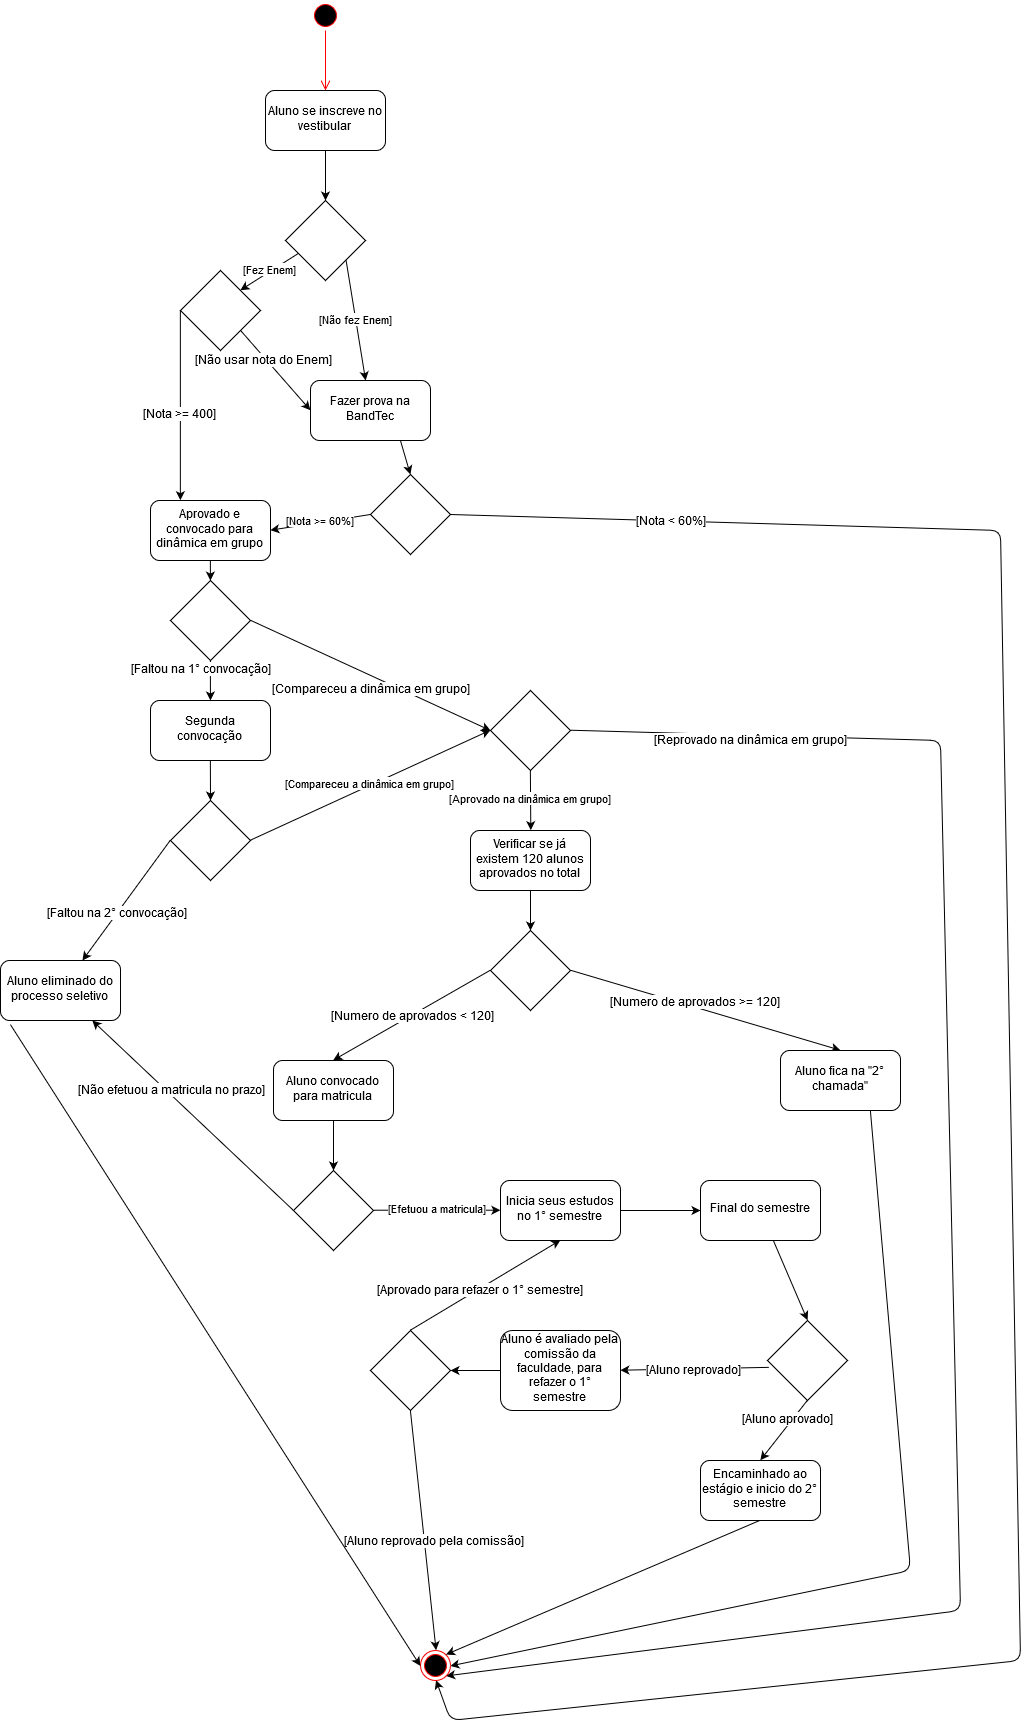 Aluno se inscreve no
vestibular
[Fez Enem]
[Não fez Enem]
[Não usar nota do Enem]
Fazer prova na
BandTec
[Nota >= 400]
Aprovado e
convocado para
dinâmica em grupo
[Nota >= 60%]
[Nota < 60%]
[Faltou na 1° convocação]
[Compareceu a dinâmica em grupo]
Segunda
convocação
[Reprovado na dinâmica em grupo]
[Compareceu a dinâmica em grupo]
[Aprovado na dinâmica em grupo]
Verificar se já
existem 120 alunos
aprovados no total
[Faltou na 2° convocação]
Aluno eliminado do
processo seletivo
[Numero de aprovados < 120]
[Numero de aprovados >= 120]
Aluno convocado
para matricula
Aluno fica na "2°
chamada"
[Não efetuou a matricula no prazo]
[Efetuou a matricula]
Inicia seus estudos
no 1° semestre
Final do semestre
[Aprovado para refazer o 1° semestre]
Aluno é avaliado pela
comissão da
faculdade, para
refazer o 1°
semestre
[Aluno reprovado]
[Aluno aprovado]
Encaminhado ao
estágio e inicio do 2°
semestre
[Aluno reprovado pela comissão]